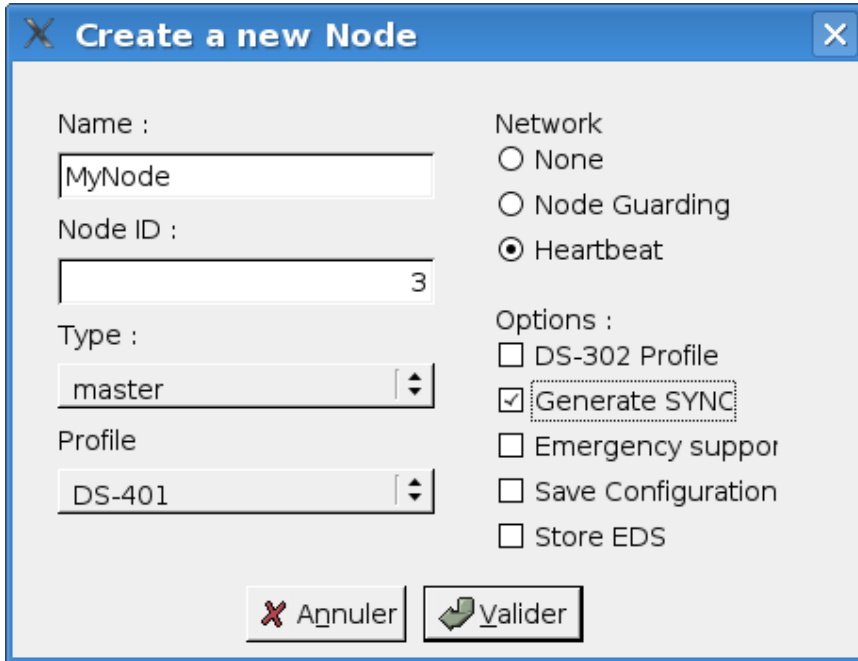 Create a new Node
Name :
MyNode
Node ID :
3
Type :
master
Profile
DS-401
Network
None
Node Guarding
Heartbeat
Options :
DS-302 Profile
Generate SYNC
Emergency suppor
Save Configuration
Store EDS
Annuler
Valider